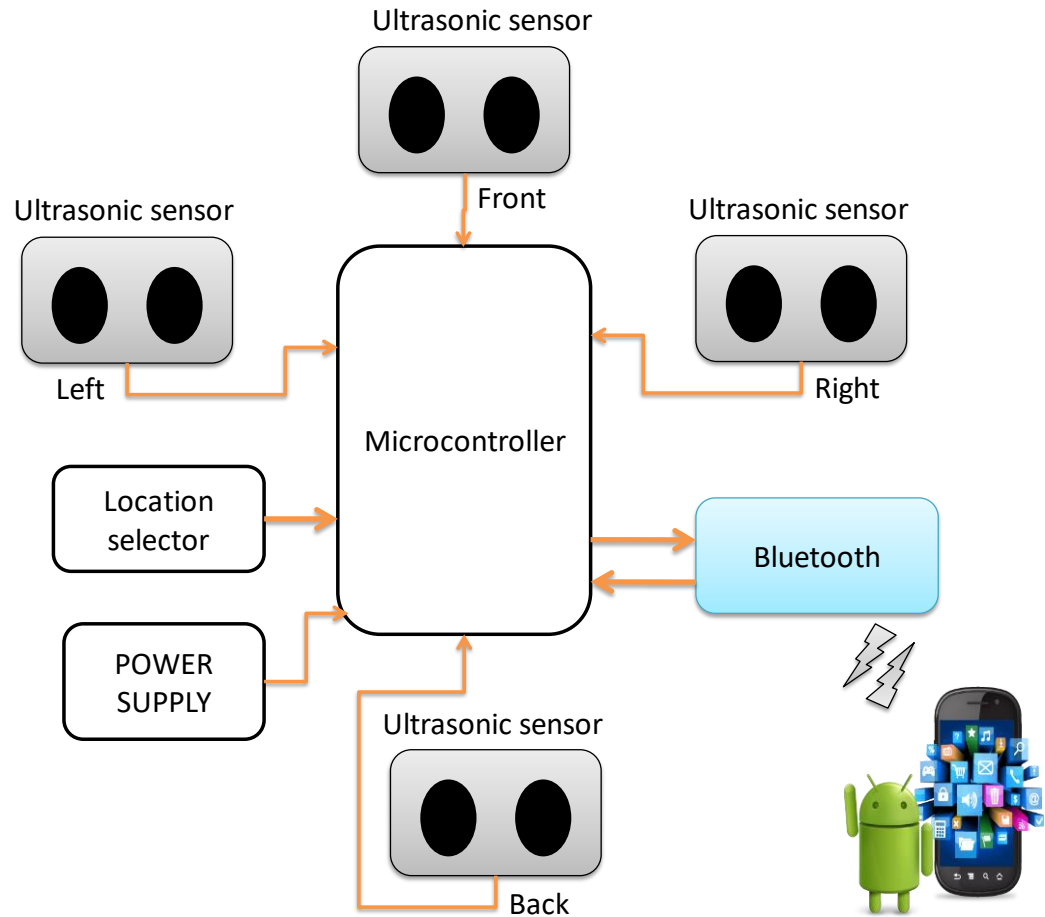 Ultrasonic sensor
Front
Ultrasonic sensor
Left
Ultrasonic sensor
Right
Microcontroller
Location
selector
Bluetooth
POWER
SUPPLY
Ultrasonic sensor
Back